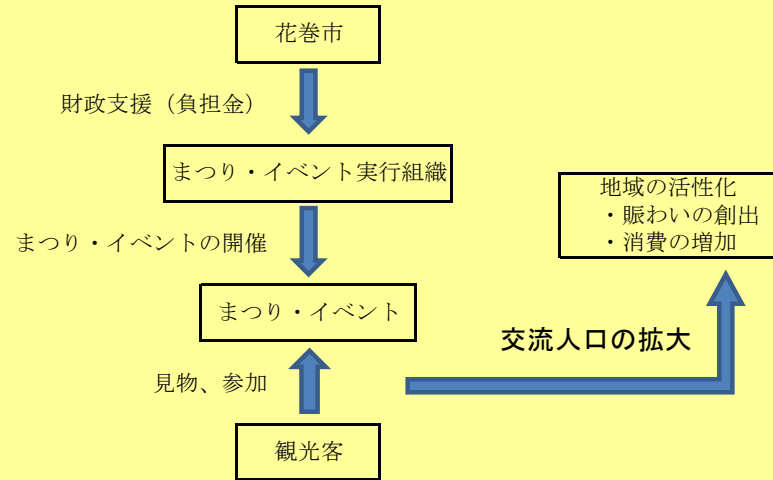 花巻市
財政支援（負担金）
まつり・イベント実行組織
まつり・イベントの開催
まつり・イベント
見物、参加
観光客
地域の活性化
・賑わいの創出
・消費の増加
交流人口の拡大